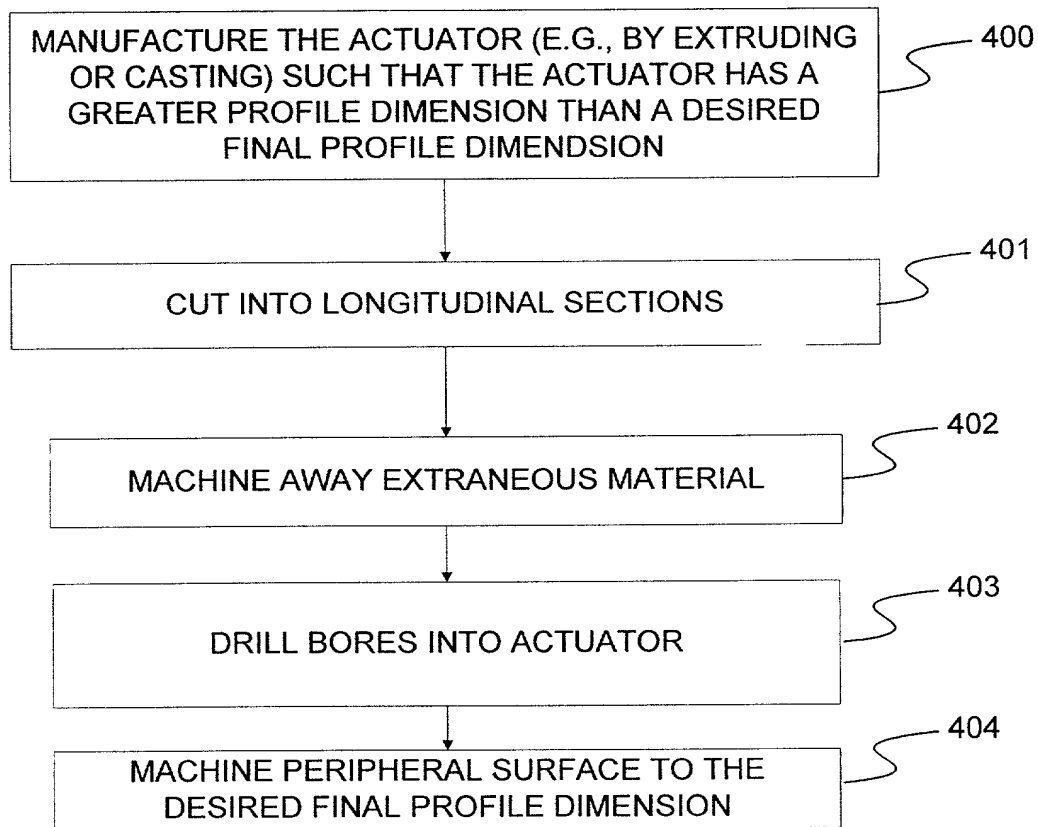 MANUFACTURE THE ACTUATOR (E.G., BY EXTRUDING
OR CASTING) SUCH THAT THE ACTUATOR HAS A
GREATER PROFILE DIMENSION THAN A DESIRED
FINAL PROFILE DIMENDSION
400
CUT INTO LONGITUDINAL SECTIONS
401
MACHINE AWAY EXTRANEOUS MATERIAL
402
DRILL BORES INTO ACTUATOR
403
MACHINE PERIPHERAL SURFACE TO THE
DESIRED FINAL PROFILE DIMENSION
404